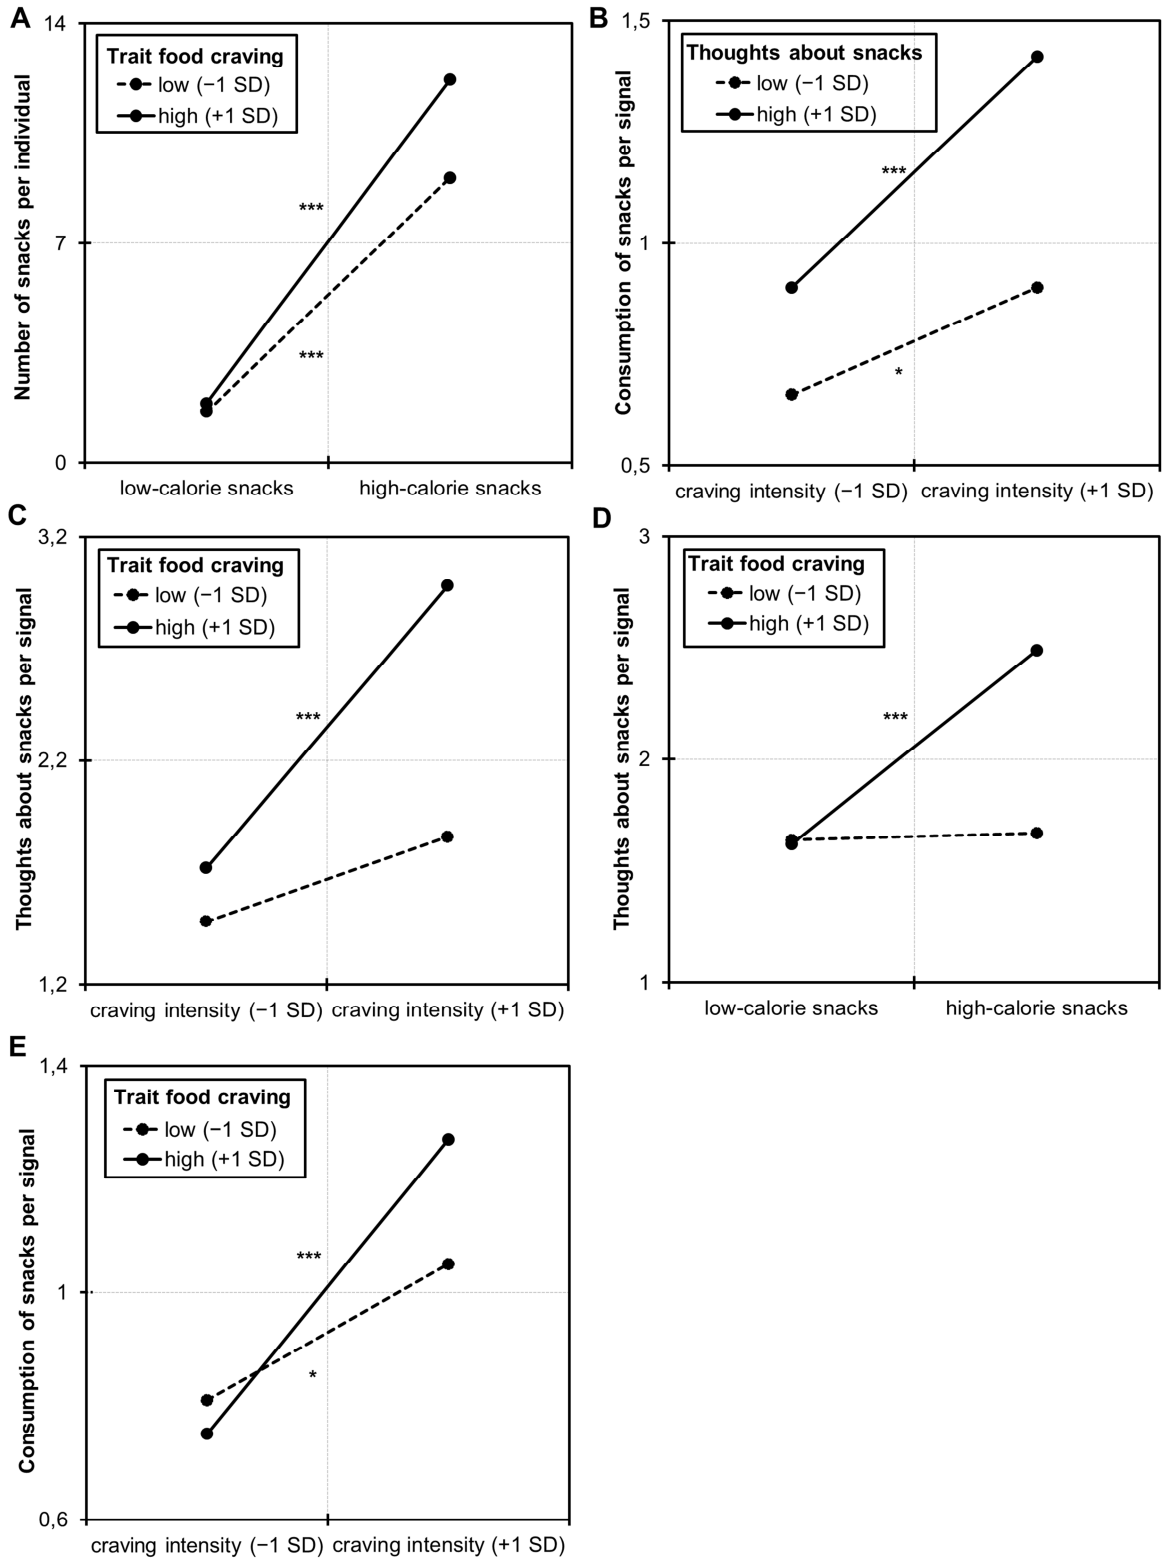 A
Number of snacks per individual
14
7
0
Trait food craving
low (−1 SD)
high (+1 SD)
***
***
low-calorie snacks
high-calorie snacks
B
Consumption of snacks per signal
1,5
1
0,5
Thoughts about snacks
low (−1 SD)
high (+1 SD)
***
*
craving intensity (−1 SD)
craving intensity (+1 SD)
C
Thoughts about snacks per signal
3,2
2,2
1,2
Trait food craving
low (−1 SD)
high (+1 SD)
***
craving intensity (−1 SD)
craving intensity (+1 SD)
D
Thoughts about snacks per signal
3
2
1
Trait food craving
low (−1 SD)
high (+1 SD)
***
low-calorie snacks
high-calorie snacks
E
Consumption of snacks per signal
1,4
1
0,6
Trait food craving
low (−1 SD)
high (+1 SD)
***
*
craving intensity (−1 SD)
craving intensity (+1 SD)